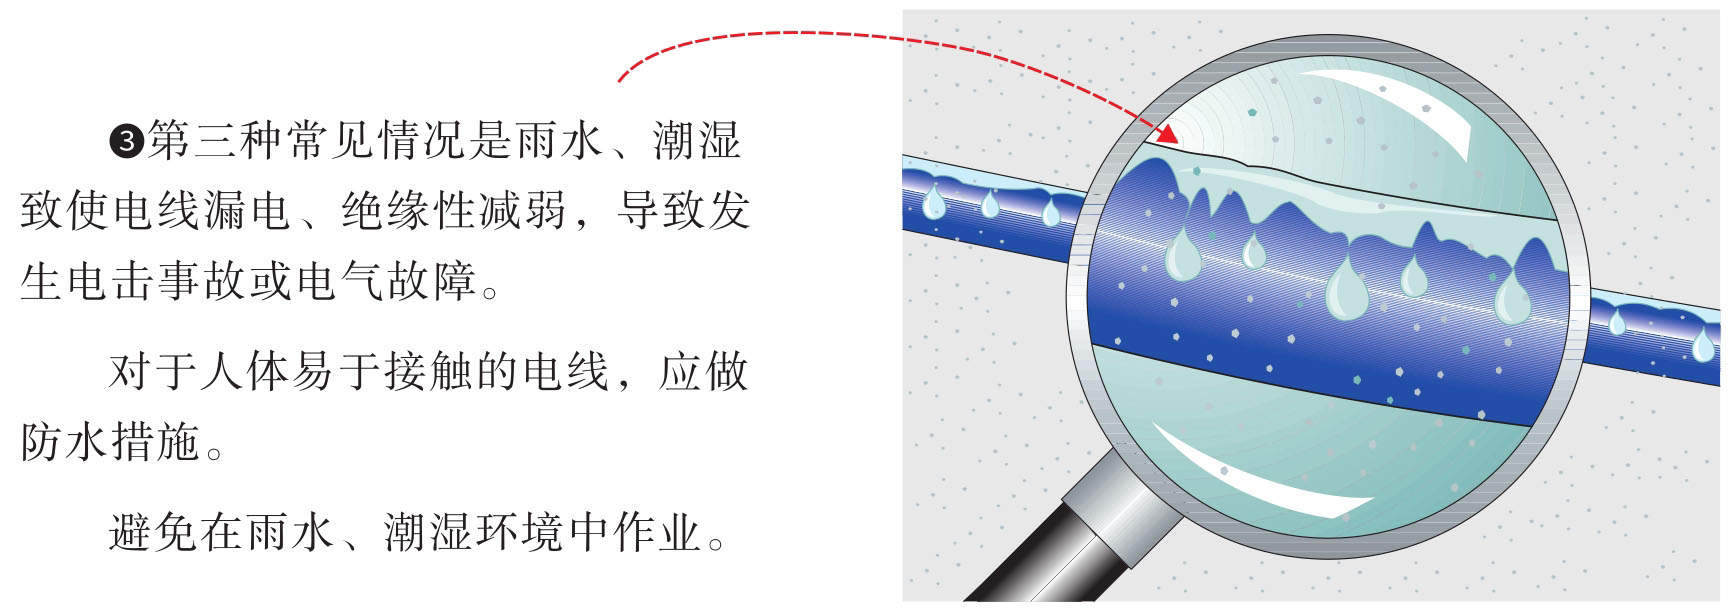 ❸第三种常见情况是雨水、潮湿
致使电线漏电、绝缘性减弱，导致发
生电击事故或电气故障。
对于人体易于接触的电线，应做
防水措施。
避免在雨水、潮湿环境中作业。